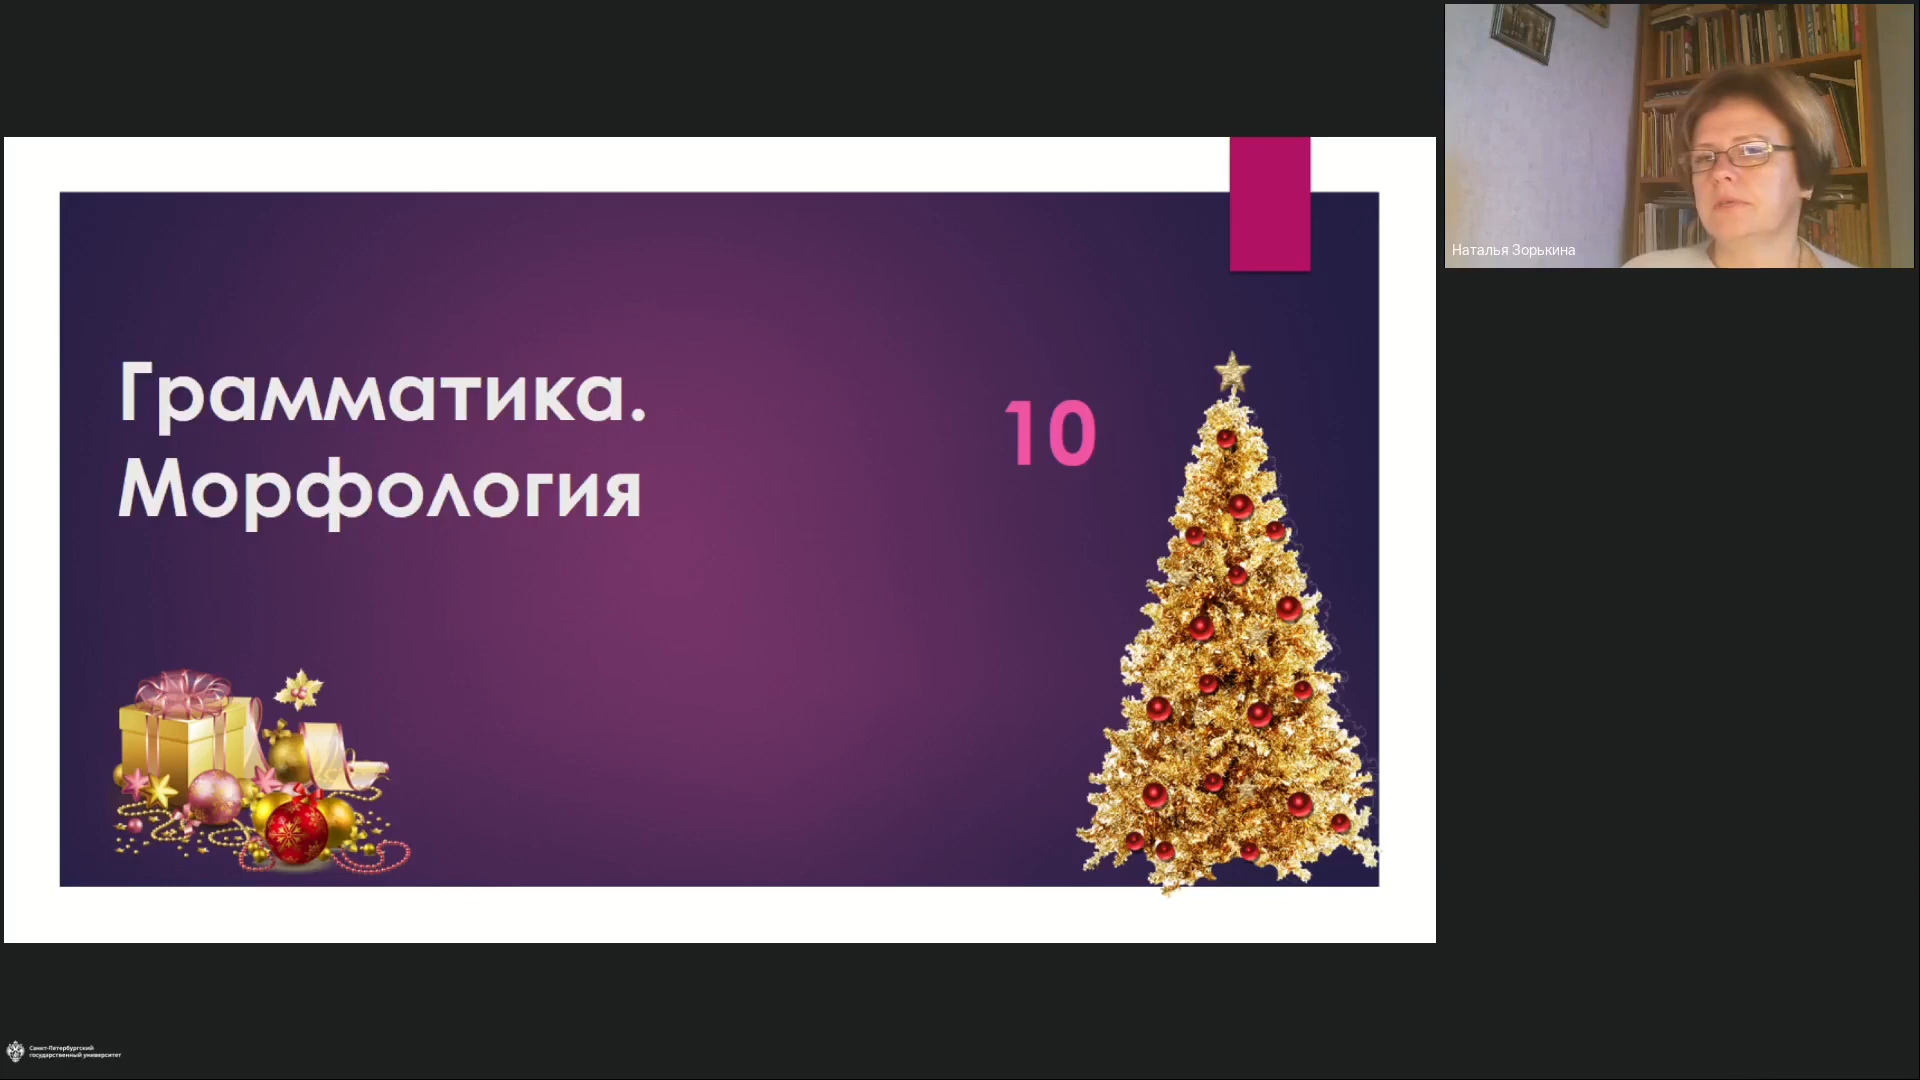 Грамматика.
Морфология
10
Наталья Зорькина
Санкт-Петербургский
государственный университет